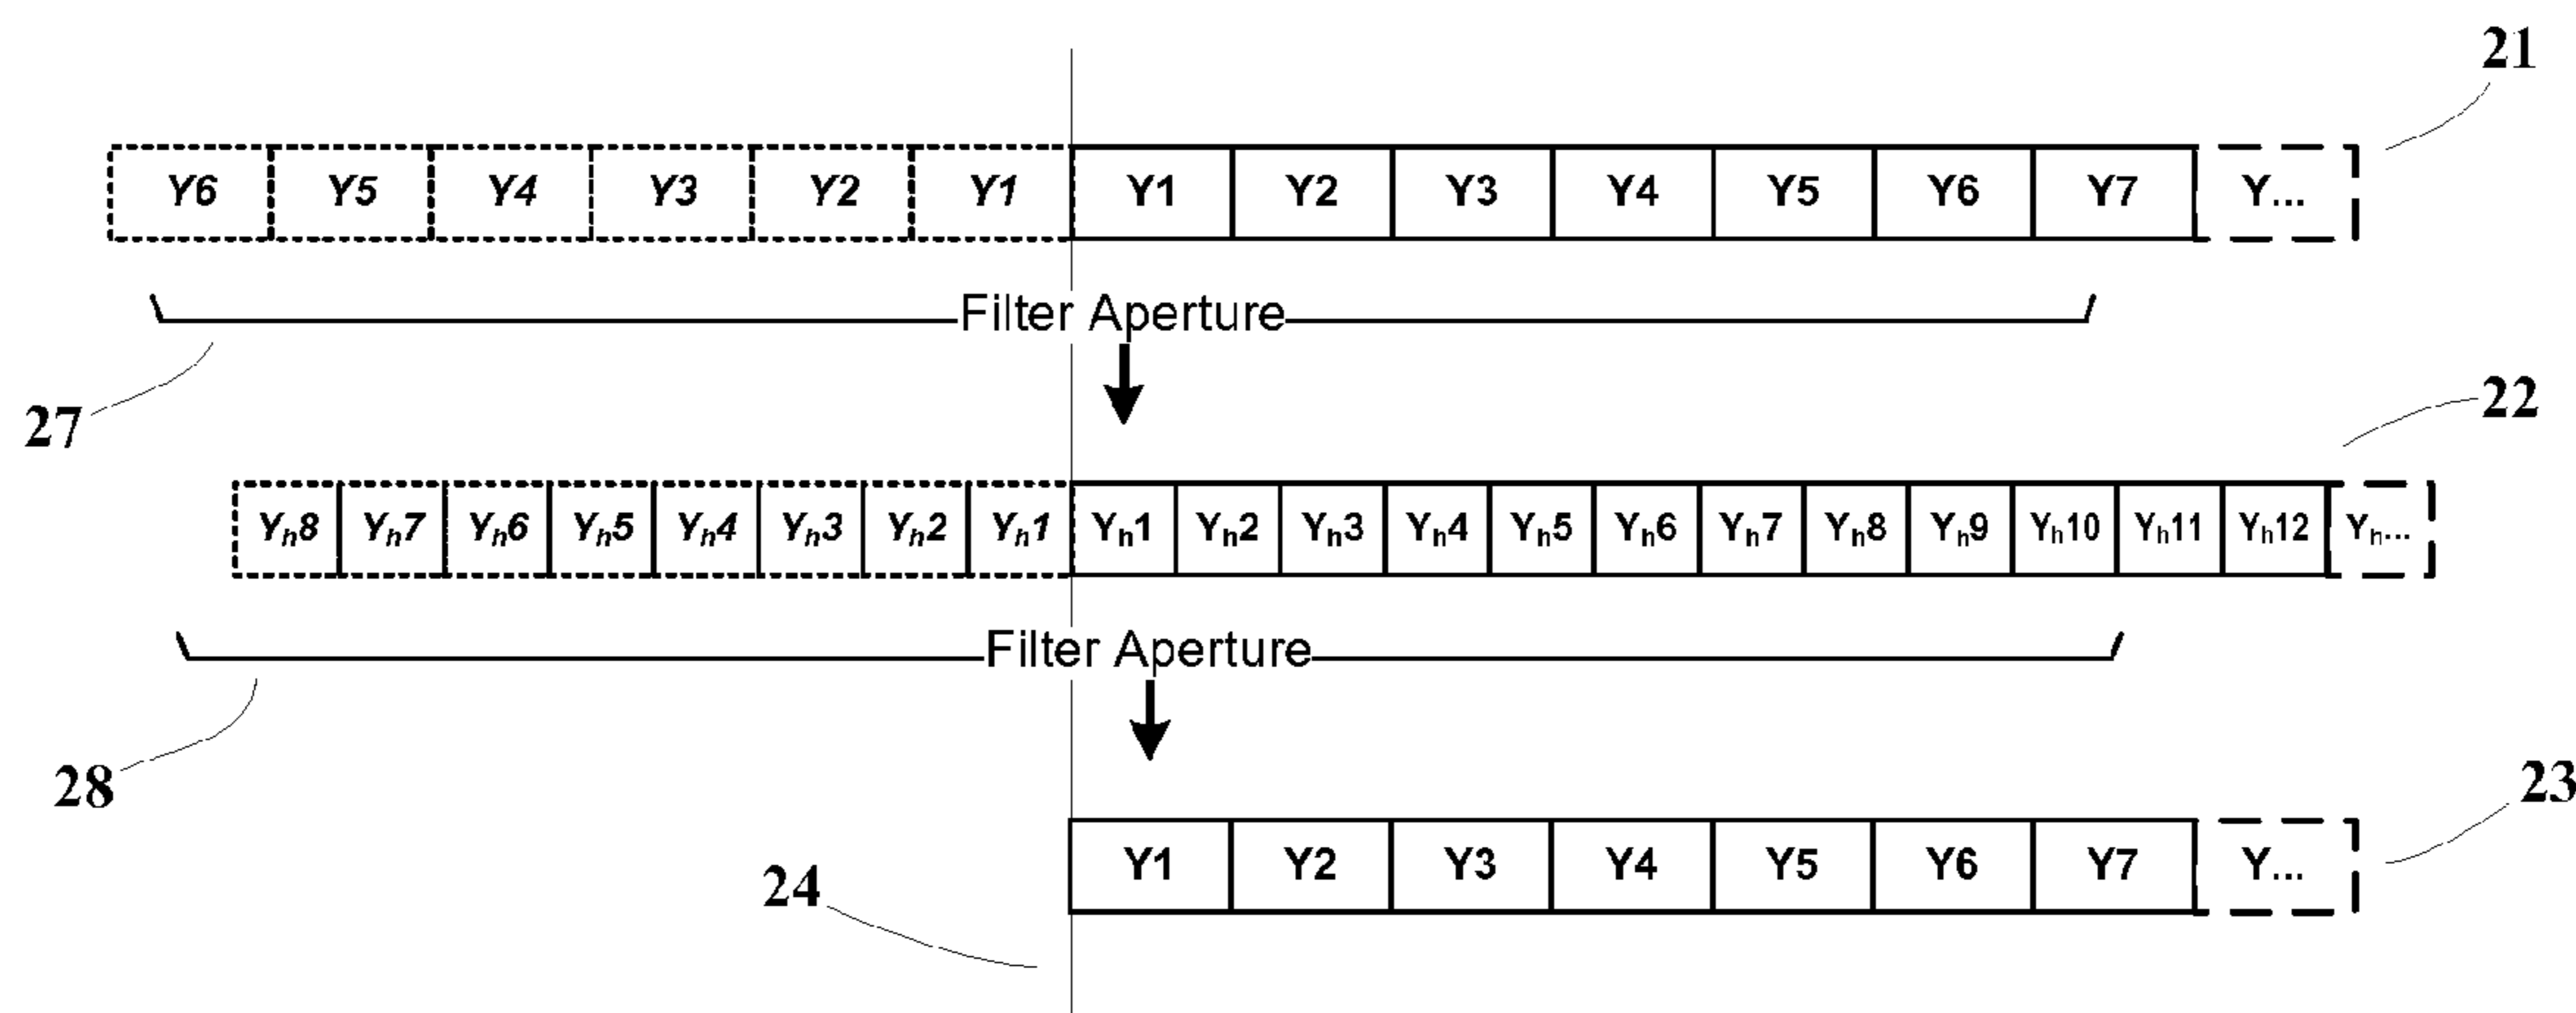 21
Y6 Y5 Y4 Y3 Y2 Y1 Y1 Y2 Y3 Y4 Y5 Y6 Y7 Y...
Filter Aperture
27
22
Yh8 Yh7 Yh6 Yh5 Yh4 Yh3 Yh2 Yh1 Yh1 Yh2 Yh3 Yh4 Yh5 Yh6 Yh7 Yh8 Yh9 Yh10 Yh11 Yh12 Yh...
Filter Aperture
28
23
Y1 Y2 Y3 Y4 Y5 Y6 Y7 Y...
24